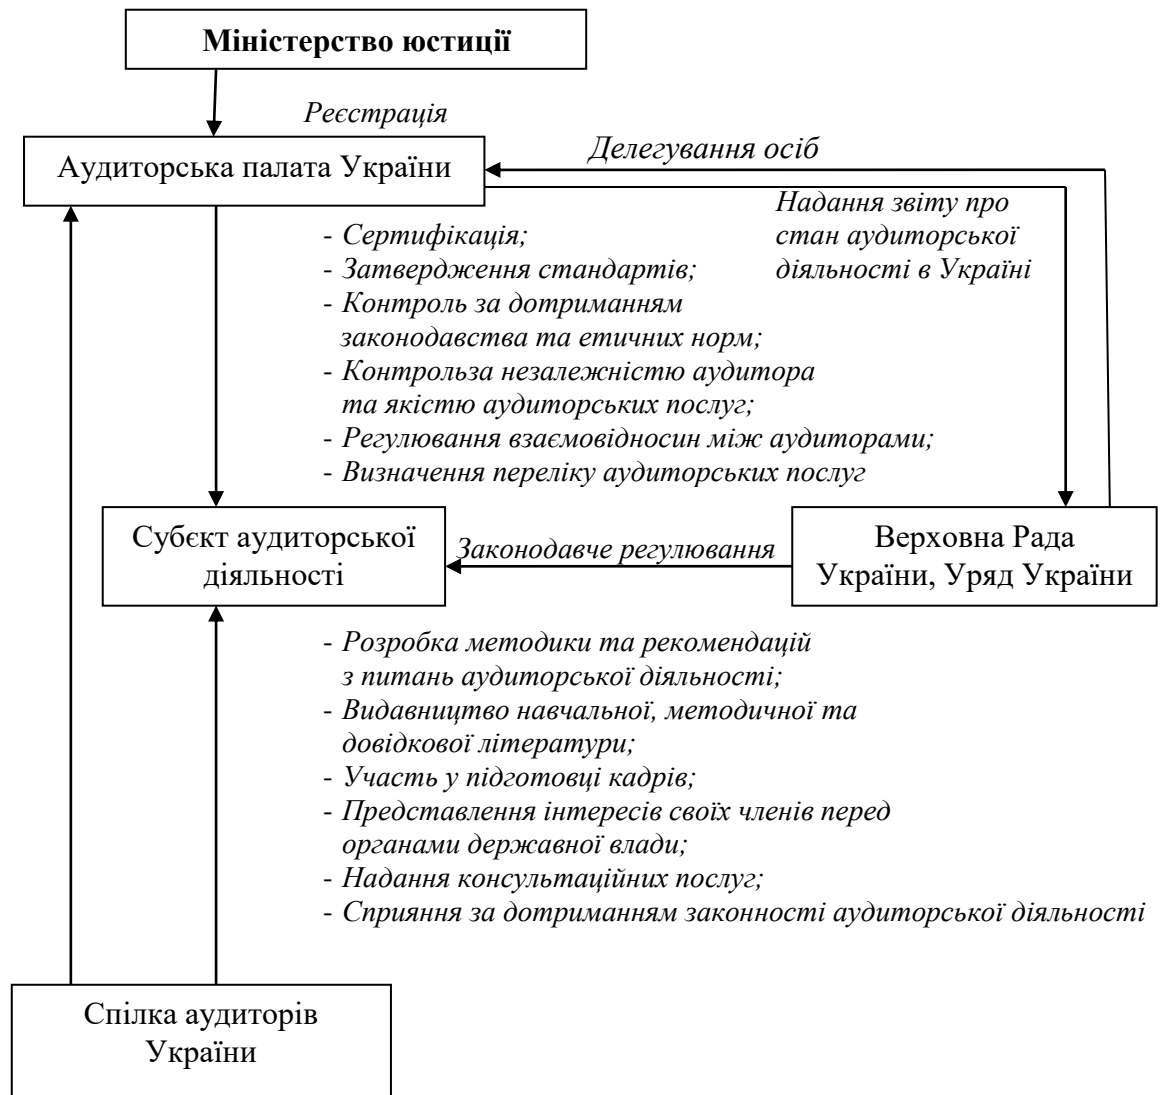 Міністерство юстиції
Реєстрація
Аудиторська палата України
Делегування осіб
Надання звіту про
стан аудиторської
діяльності в Україні
- Сертифікація;
- Затвердження стандартів;
- Контроль за дотриманням
законодавства та етичних норм;
- Контрольза незалежністю аудитора
та якістю аудиторських послуг;
- Регулювання взаємовідносин між аудиторами;
- Визначення переліку аудиторських послуг
Субєкт аудиторської
діяльності
Законодавче регулювання
Верховна Рада
України, Уряд України
- Розробка методики та рекомендацій
з питань аудиторської діяльності;
- Видавництво навчальної, методичної та
довідкової літератури;
- Участь у підготовці кадрів;
- Представлення інтересів своїх членів перед
органами державної влади;
- Надання консультаційних послуг;
- Сприяння за дотриманням законності аудиторської діяльності
Спілка аудиторів
України